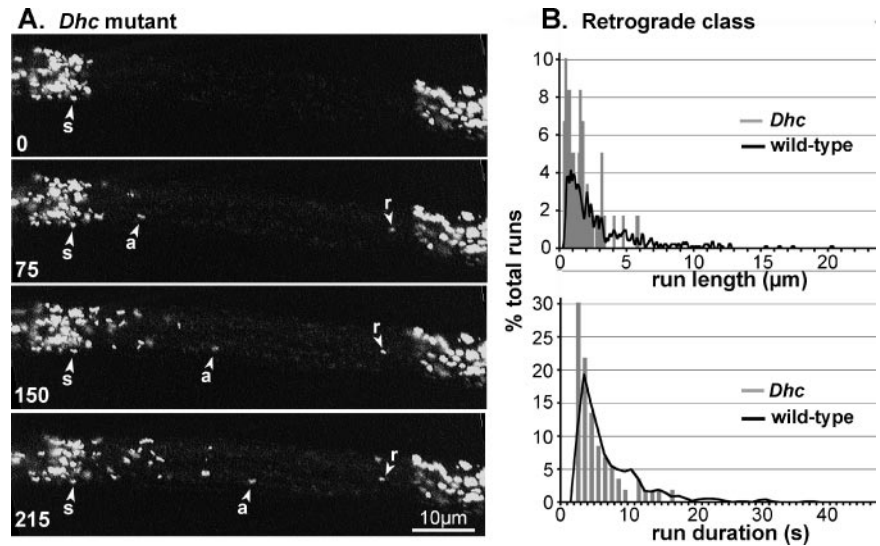 A. Dhc mutant
s
0
r
s
a
75
r
s
a
150
r
s
a
215
10μm
B. Retrograde class
10
8
6
4
2
0
Dhc
wild-type
0 5 10 15 20
run length (μm)
% total runs
30
25
20
15
10
5
0
Dhc
wild-type
0 10 20 30 40
run duration (s)